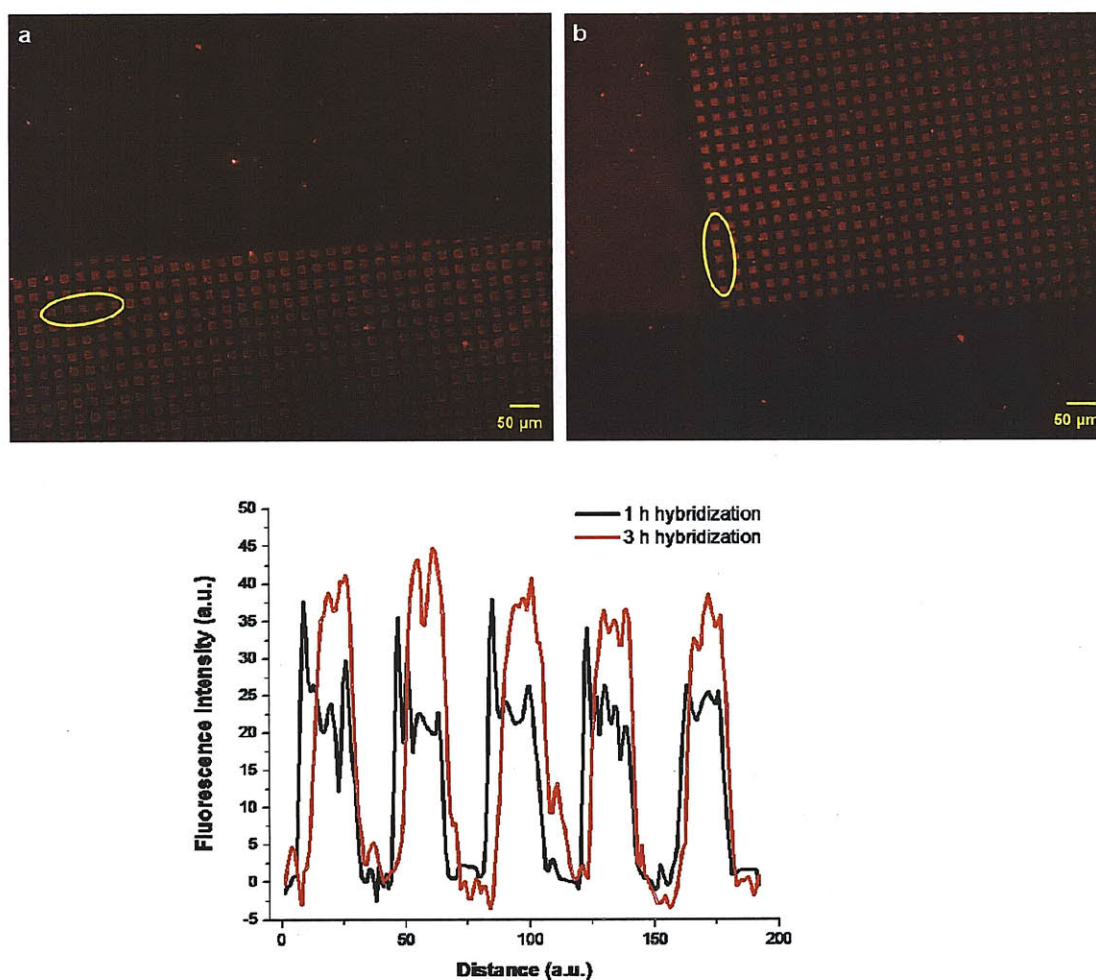 a
b
50 µm
50 µm
1 h hybridization
3 h hybridization
Fluorescence Intensity (a.u.)
50
45
40
35
30
25
20
15
10
5
0
-5
0
50
100
150
200
Distance (a.u.)